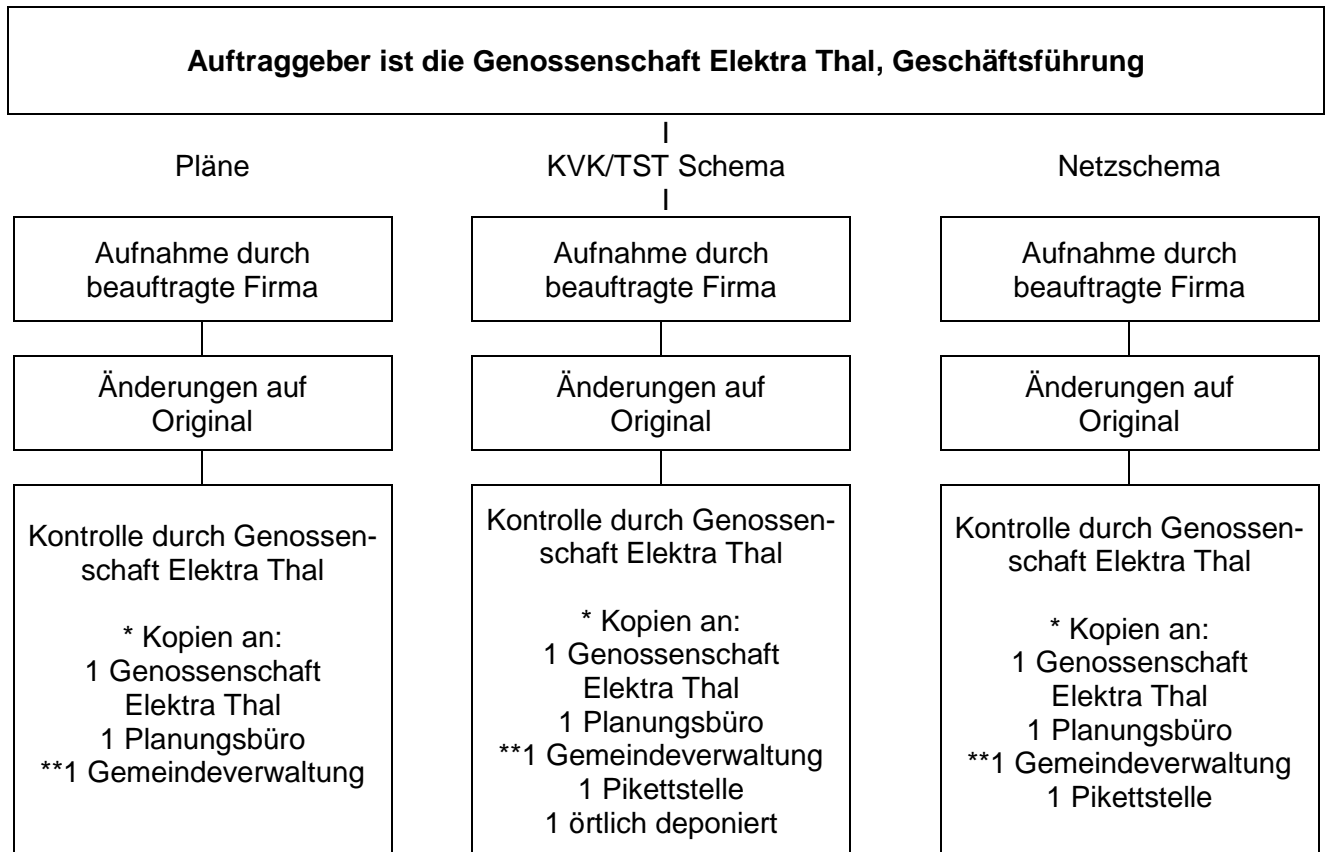 Auftraggeber ist die Genossenschaft Elektra Thal, Geschäftsführung
Pläne
KVK/TST Schema
Netzschema
Aufnahme durch
beauftragte Firma
Änderungen auf
Original
Kontrolle durch Genossen-
schaft Elektra Thal
* Kopien an:
1 Genossenschaft
Elektra Thal
1 Planungsbüro
**1 Gemeindeverwaltung
Aufnahme durch
beauftragte Firma
Änderungen auf
Original
Kontrolle durch Genossen-
schaft Elektra Thal
* Kopien an:
1 Genossenschaft
Elektra Thal
1 Planungsbüro
**1 Gemeindeverwaltung
1 Pikettstelle
1 örtlich deponiert
Aufnahme durch
beauftragte Firma
Änderungen auf
Original
Kontrolle durch Genossen-
schaft Elektra Thal
* Kopien an:
1 Genossenschaft
Elektra Thal
1 Planungsbüro
**1 Gemeindeverwaltung
1 Pikettstelle